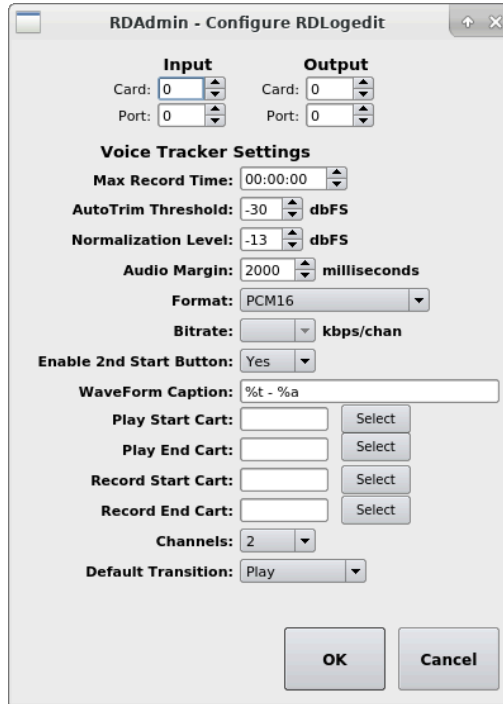 RDAdmin - Configure RDLogedit
Input Output
Card: 0 Card: 0
Port: 0 Port: 0
Voice Tracker Settings
Max Record Time: 00:00:00
AutoTrim Threshold: -30 dbFS
Normalization Level: -13 dbFS
Audio Margin: 2000 milliseconds
Format: PCM16
Bitrate: kbps/chan
Enable 2nd Start Button: Yes
WaveForm Caption: %t - %a
Play Start Cart: Select
Play End Cart: Select
Record Start Cart: Select
Record End Cart: Select
Channels: 2
Default Transition: Play
OK Cancel